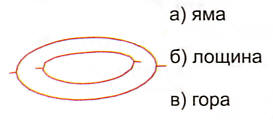 а) яма
б) лощина
в) гора